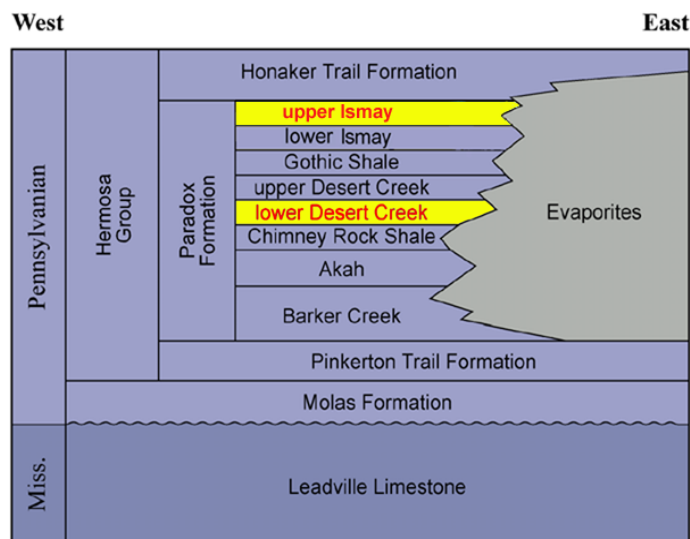 West
East
Pennsylvanian
Miss.
Hermosa
Group
Paradox
Formation
Honaker Trail Formation
upper Ismay
lower Ismay
Gothic Shale
upper Desert Creek
lower Desert Creek
Chimney Rock Shale
Akah
Barker Creek
Evaporites
Pinkerton Trail Formation
Molas Formation
Leadville Limestone